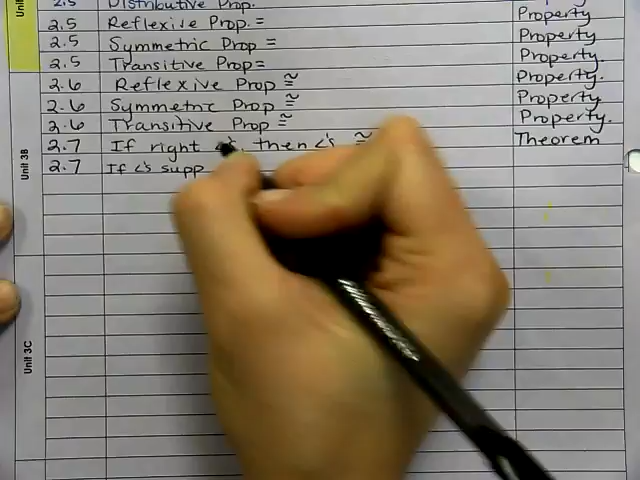 2.5 Distributive Prop.
2.5 Reflexive Prop. = Property
2.5 Symmetric Prop = Property
2.5 Transitive Prop= Property.
2.6 Reflexive Prop ≅ Property.
2.6 Symmetric Prop ≅ Property
2.6 Transitive Prop ≅ Property.
2.7 If right ∠'s, then ∠'s ≅ Theorem
2.7 If ∠'s supp
Unit 3B
Unit 3C